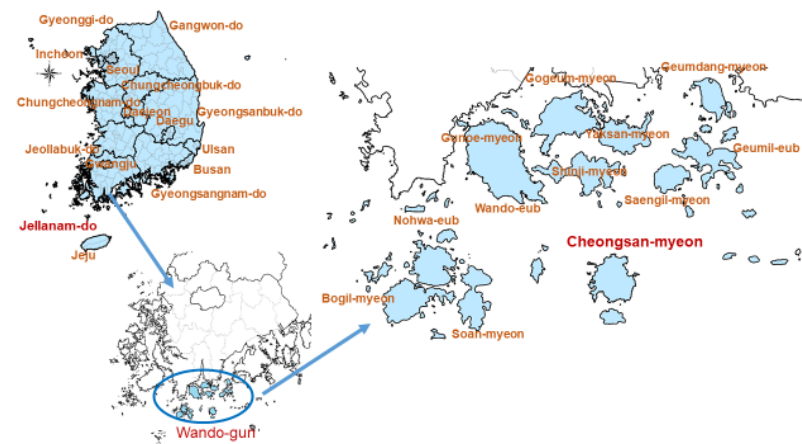 Gyeonggi-do
Gangwon-do
Incheon
Seoul
Chungcheongbuk-do
Chungcheongnam-do
Daejeon
Gyeongsanbuk-do
Daegu
Jeollabuk-do
Ulsan
Gwangju
Busan
Gyeongsangnam-do
Jellanam-do
Jeju
Wando-gun
Geumdang-myeon
Gogeum-myeon
Gunoe-myeon
Yaksan-myeon
Geumil-eub
Shinji-myeon
Saengil-myeon
Wando-eub
Nohwa-eub
Cheongsan-myeon
Bogil-myeon
Soan-myeon